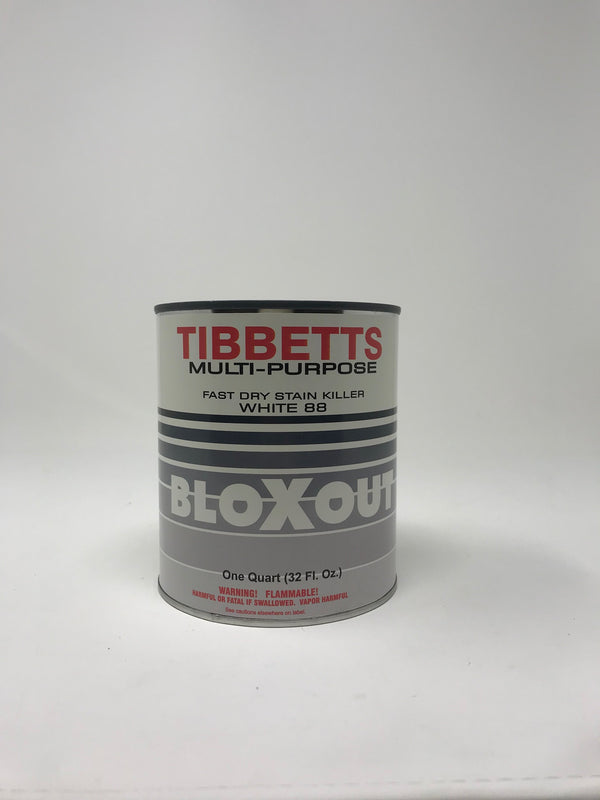 TIBBETTS
MULTI-PURPOSE
FAST DRY STAIN KILLER
WHITE 88
BLOXOUT
One Quart (32 Fl. Oz.)
WARNING! FLAMMABLE!
HARMFUL OR FATAL IF SWALLOWED. VAPOR HARMFUL
See cautions elsewhere on label.